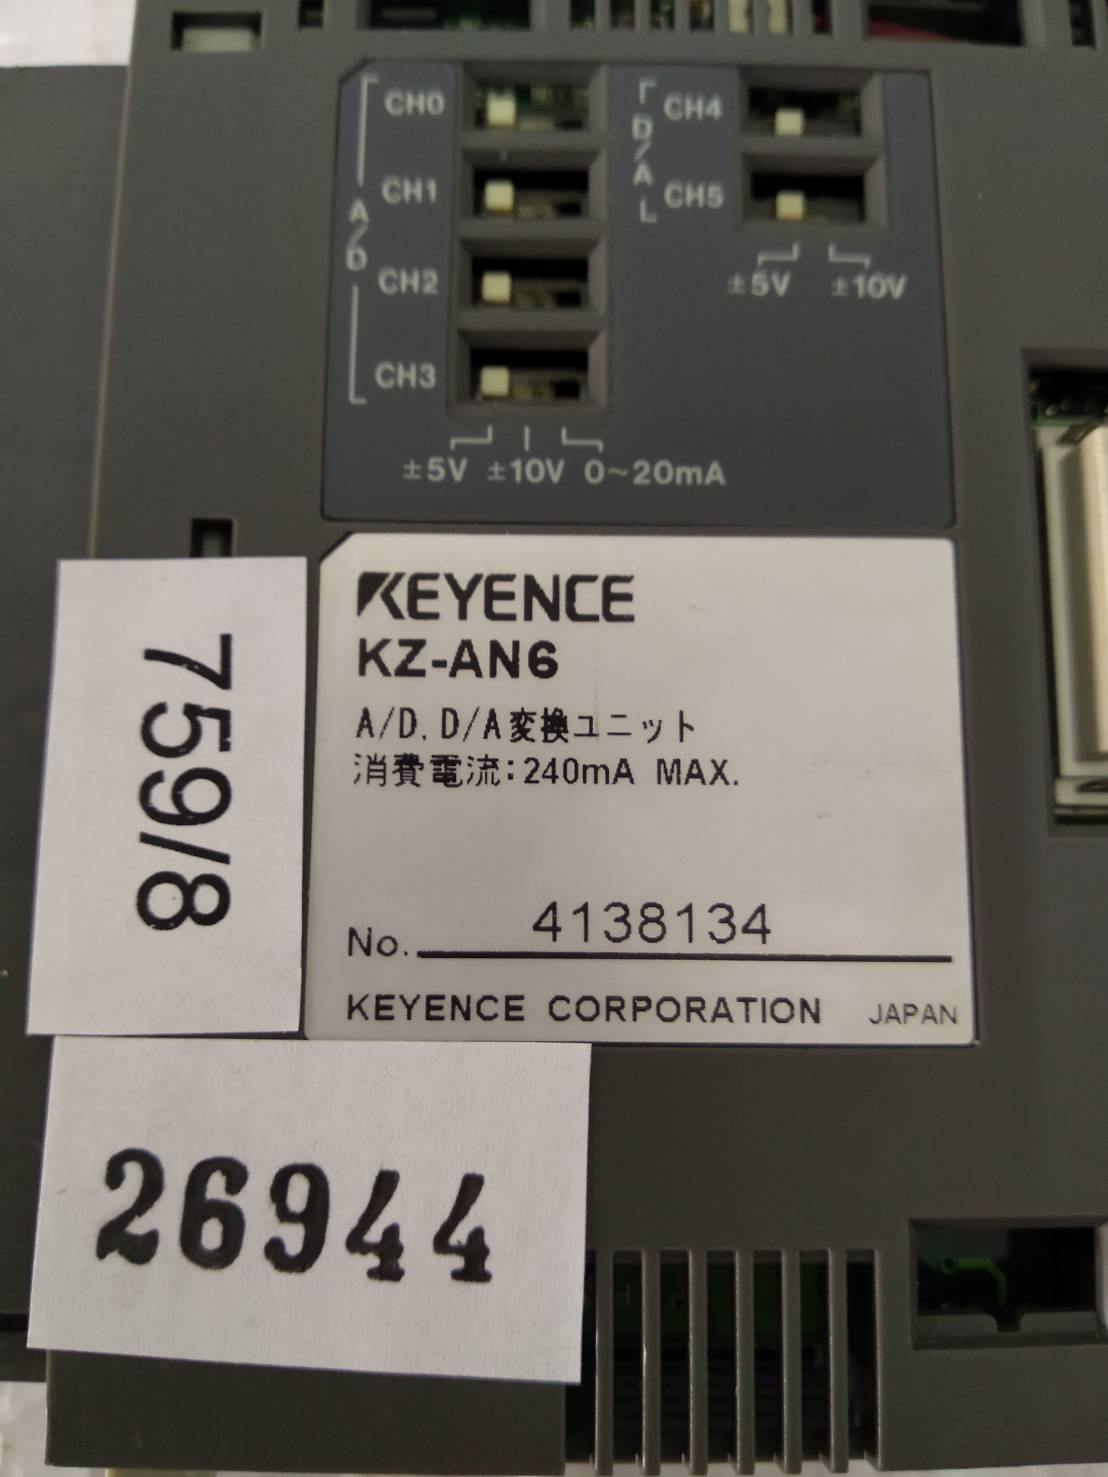 CH0
CH1
CH2
CH3
A/D
±5V ±10V 0~20mA
D/A
CH4
CH5
±5V ±10V
KEYENCE
KZ-AN6
A/D, D/A変換ユニット
消費電流:240mA MAX.
No. 4138134
KEYENCE CORPORATION JAPAN
759/8
26944